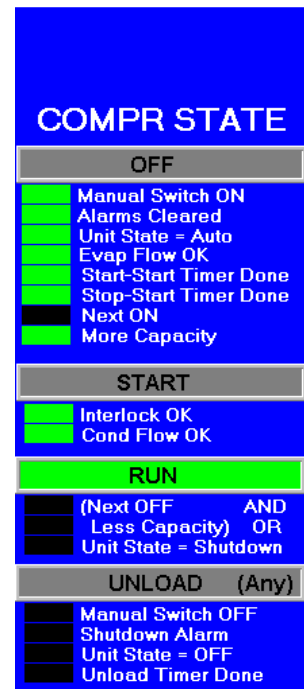 COMPR STATE
OFF
Manual Switch ON
Alarms Cleared
Unit State = Auto
Evap Flow OK
Start-Start Timer Done
Stop-Start Timer Done
Next ON
More Capacity
START
Interlock OK
Cond Flow OK
RUN
(Next OFF AND
Less Capacity) OR
Unit State = Shutdown
UNLOAD (Any)
Manual Switch OFF
Shutdown Alarm
Unit State = OFF
Unload Timer Done